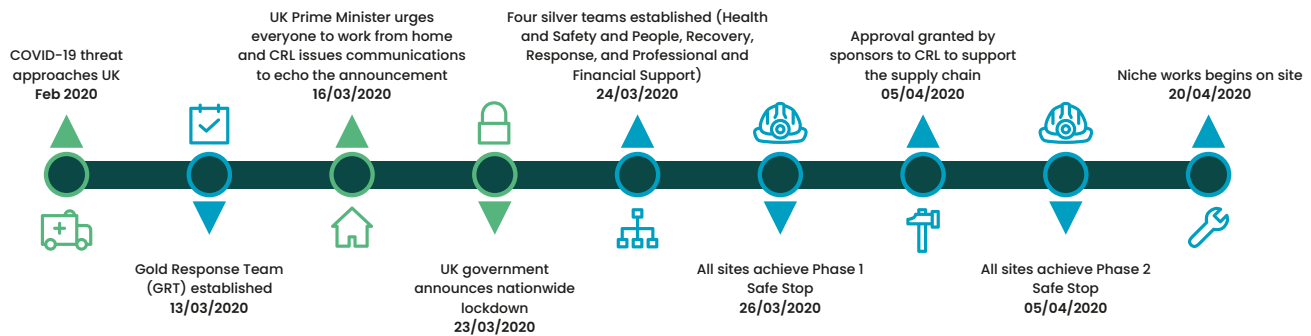 COVID-19 threat
approaches UK
Feb 2020
Gold Response Team
(GRT) established
13/03/2020
UK Prime Minister urges
everyone to work from home
and CRL issues communications
to echo the announcement
16/03/2020
UK government
announces nationwide
lockdown
23/03/2020
Four silver teams established (Health
and Safety and People, Recovery,
Response, and Professional and
Financial Support)
24/03/2020
All sites achieve Phase 1
Safe Stop
26/03/2020
Approval granted by
sponsors to CRL to support
the supply chain
05/04/2020
All sites achieve Phase 2
Safe Stop
05/04/2020
Niche works begins on site
20/04/2020